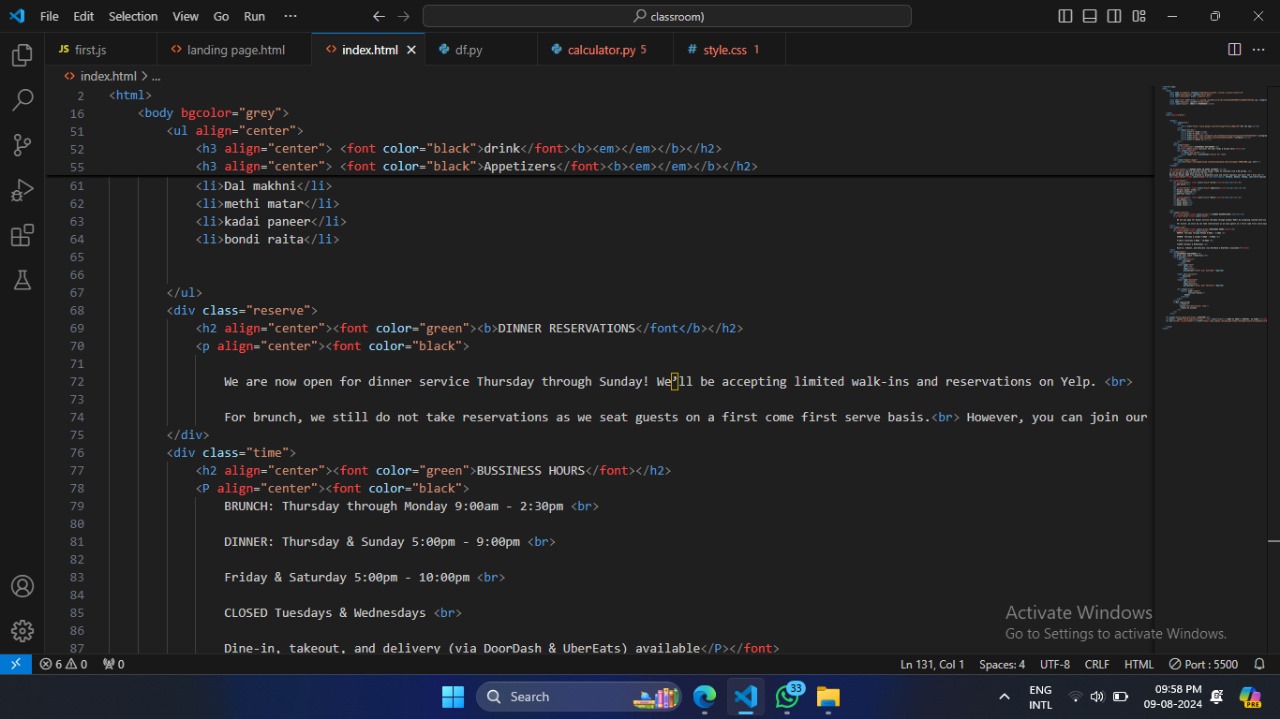 File Edit Selection View Go Run ··· classroom)
JS first.js <> landing page.html <> index.html df.py calculator.py 5 # style.css 1
<> index.html > ...
2 <html>
16 <body bgcolor="grey">
51 <ul align="center">
52 <h3 align="center"> <font color="black">drink</font><b><em></em></b></h2>
55 <h3 align="center"> <font color="black">Appetizers</font><b><em></em></b></h2>
61 <li>Dal makhni</li>
62 <li>methi matar</li>
63 <li>kadai paneer</li>
64 <li>bondi raita</li>
65
66
67 </ul>
68 <div class="reserve">
69 <h2 align="center"><font color="green"><b>DINNER RESERVATIONS</font</b></h2>
70 <p align="center"><font color="black">
71
72 We are now open for dinner service Thursday through Sunday! We’ll be accepting limited walk-ins and reservations on Yelp. <br>
73
74 For brunch, we still do not take reservations as we seat guests on a first come first serve basis.<br> However, you can join our
75 </div>
76 <div class="time">
77 <h2 align="center"><font color="green">BUSSINESS HOURS</font></h2>
78 <P align="center"><font color="black">
79 BRUNCH: Thursday through Monday 9:00am - 2:30pm <br>
80
81 DINNER: Thursday & Sunday 5:00pm - 9:00pm <br>
82
83 Friday & Saturday 5:00pm - 10:00pm <br>
84
85 CLOSED Tuesdays & Wednesdays <br>
86
87 Dine-in, takeout, and delivery (via DoorDash & UberEats) available</P></font>
Activate Windows
Go to Settings to activate Windows.
6 0 0 Ln 131, Col 1 Spaces: 4 UTF-8 CRLF HTML Port : 5500
Search 33 ENG INTL 09:58 PM 09-08-2024 PRE